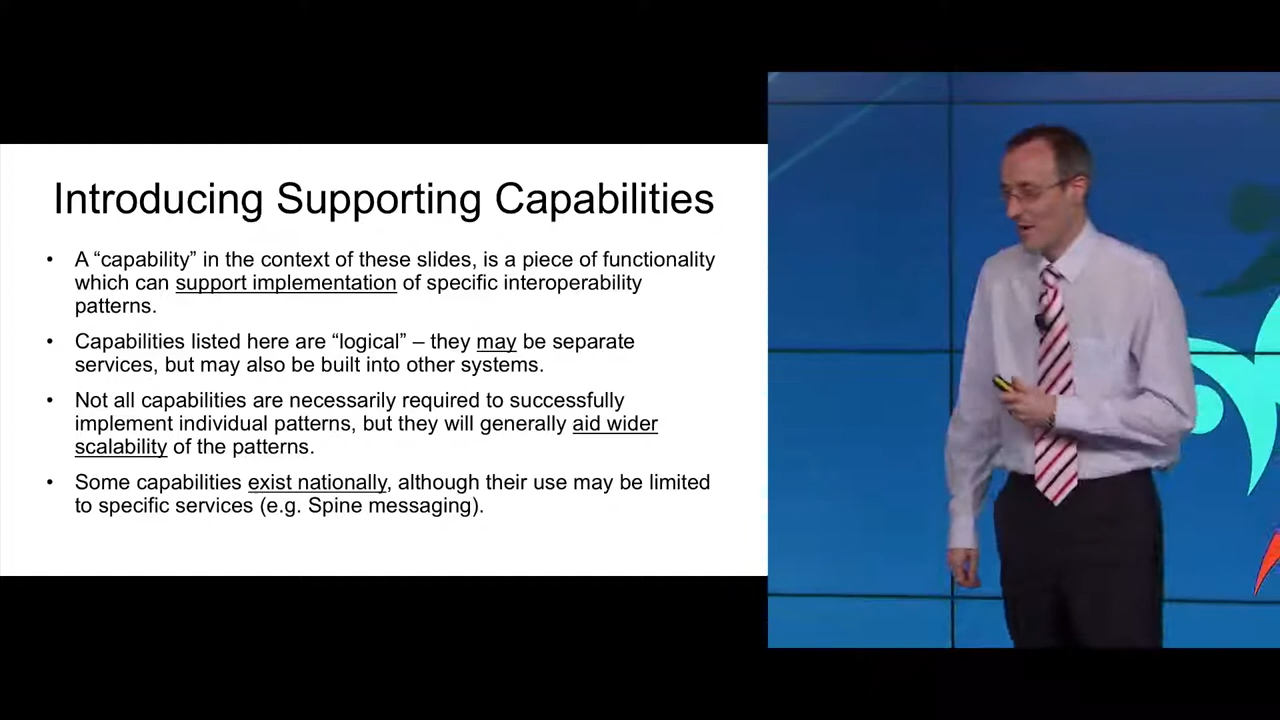 Introducing Supporting Capabilities
• A “capability” in the context of these slides, is a piece of functionality
which can support implementation of specific interoperability
patterns.
• Capabilities listed here are “logical” – they may be separate
services, but may also be built into other systems.
• Not all capabilities are necessarily required to successfully
implement individual patterns, but they will generally aid wider
scalability of the patterns.
• Some capabilities exist nationally, although their use may be limited
to specific services (e.g. Spine messaging).